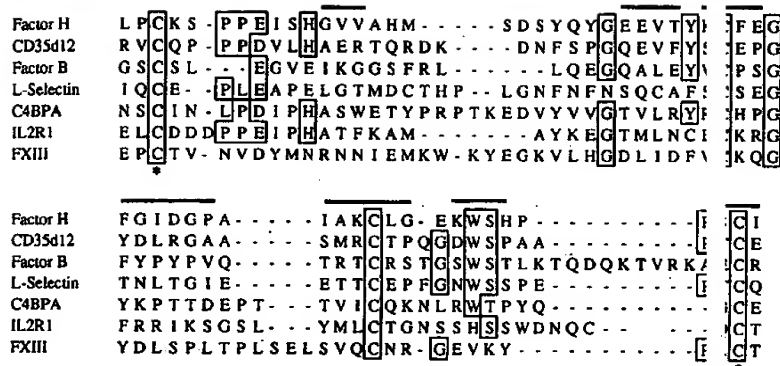 Factor H L P C K S - P P E I S H G V V A H M - - - - - S D S Y Q Y G E E V T Y F E G
CD35d12 R V C Q P - P P D V L H A E R T Q R D K - - - - D N F S P G Q E V F Y E P G
Factor B G S C S L - - - E G V E I K G G S F R L - - - - - L Q E G Q A L E Y P S G
L-Selectin I Q C E - P L E A P E L G T M D C T H P - - L G N F N F N S Q C A F S E G
C4BPA N S C I N - L P D I P H A S W E T Y P R P T K E D V Y V V G T V L R Y H P G
IL2R1 E L C D D D P P E I P H A T F K A M - - - - - A Y K E G T M L N C K R G
FXIII E P C T V - N V D Y M N R N N I E M K W - K Y E G K V L H G D L I D F K Q G
*
Factor H F G I D G P A - - - - - I A K C L G - E K W S H P - - - - - - - - - - C I
CD35d12 Y D L R G A A - - - - - S M R C T P Q G D W S P A A - - - - - - - - - C E
Factor B F Y P Y P V Q - - - - - T R T C R S T G S W S T L K T Q D Q K T V R K C R
L-Selectin T N L T G I E - - - - - E T T C E P F G N W S S P E - - - - - - - - - C Q
C4BPA Y K P T T D E P T - - - T V I C Q K N L R W T P Y Q - - - - - - - - - C E
IL2R1 F R R I K S G S L - - - Y M L C T G N S S H S S W D N Q C - - - - - - C T
FXIII Y D L S P L T P L S E L S V Q C N R - G E V K Y - - - - - - - - - - - C T